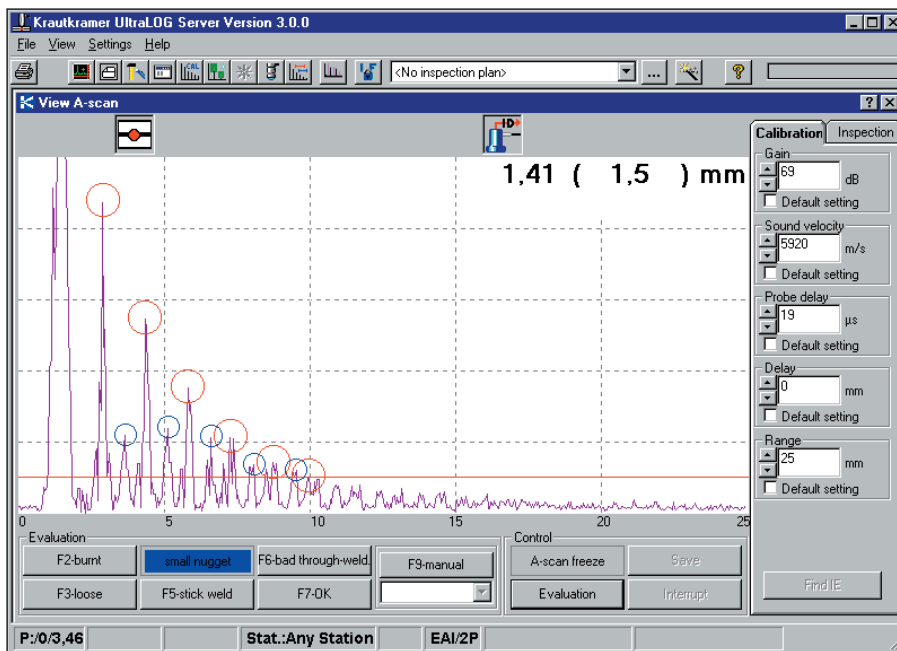 Krautkramer UltraLOG Server Version 3.0.0
File View Settings Help
CAL <No inspection plan> ... ?
View A-scan ? x
ID
Calibration Inspection
1,41 ( 1,5 ) mm
Gain
69 dB
Default setting
Sound velocity
5920 m/s
Default setting
Probe delay
19 µs
Default setting
Delay
0 mm
Default setting
Range
25 mm
Default setting
0 5 10 15 20 25
Evaluation Control
F2-burnt small nugget F6-bad through-weld. F9-manual A-scan freeze Save
F3-loose F5-stick weld F7-OK Evaluation Interrupt
Find IE
P:/0/3,46 Stat.:Any Station EAI/2P